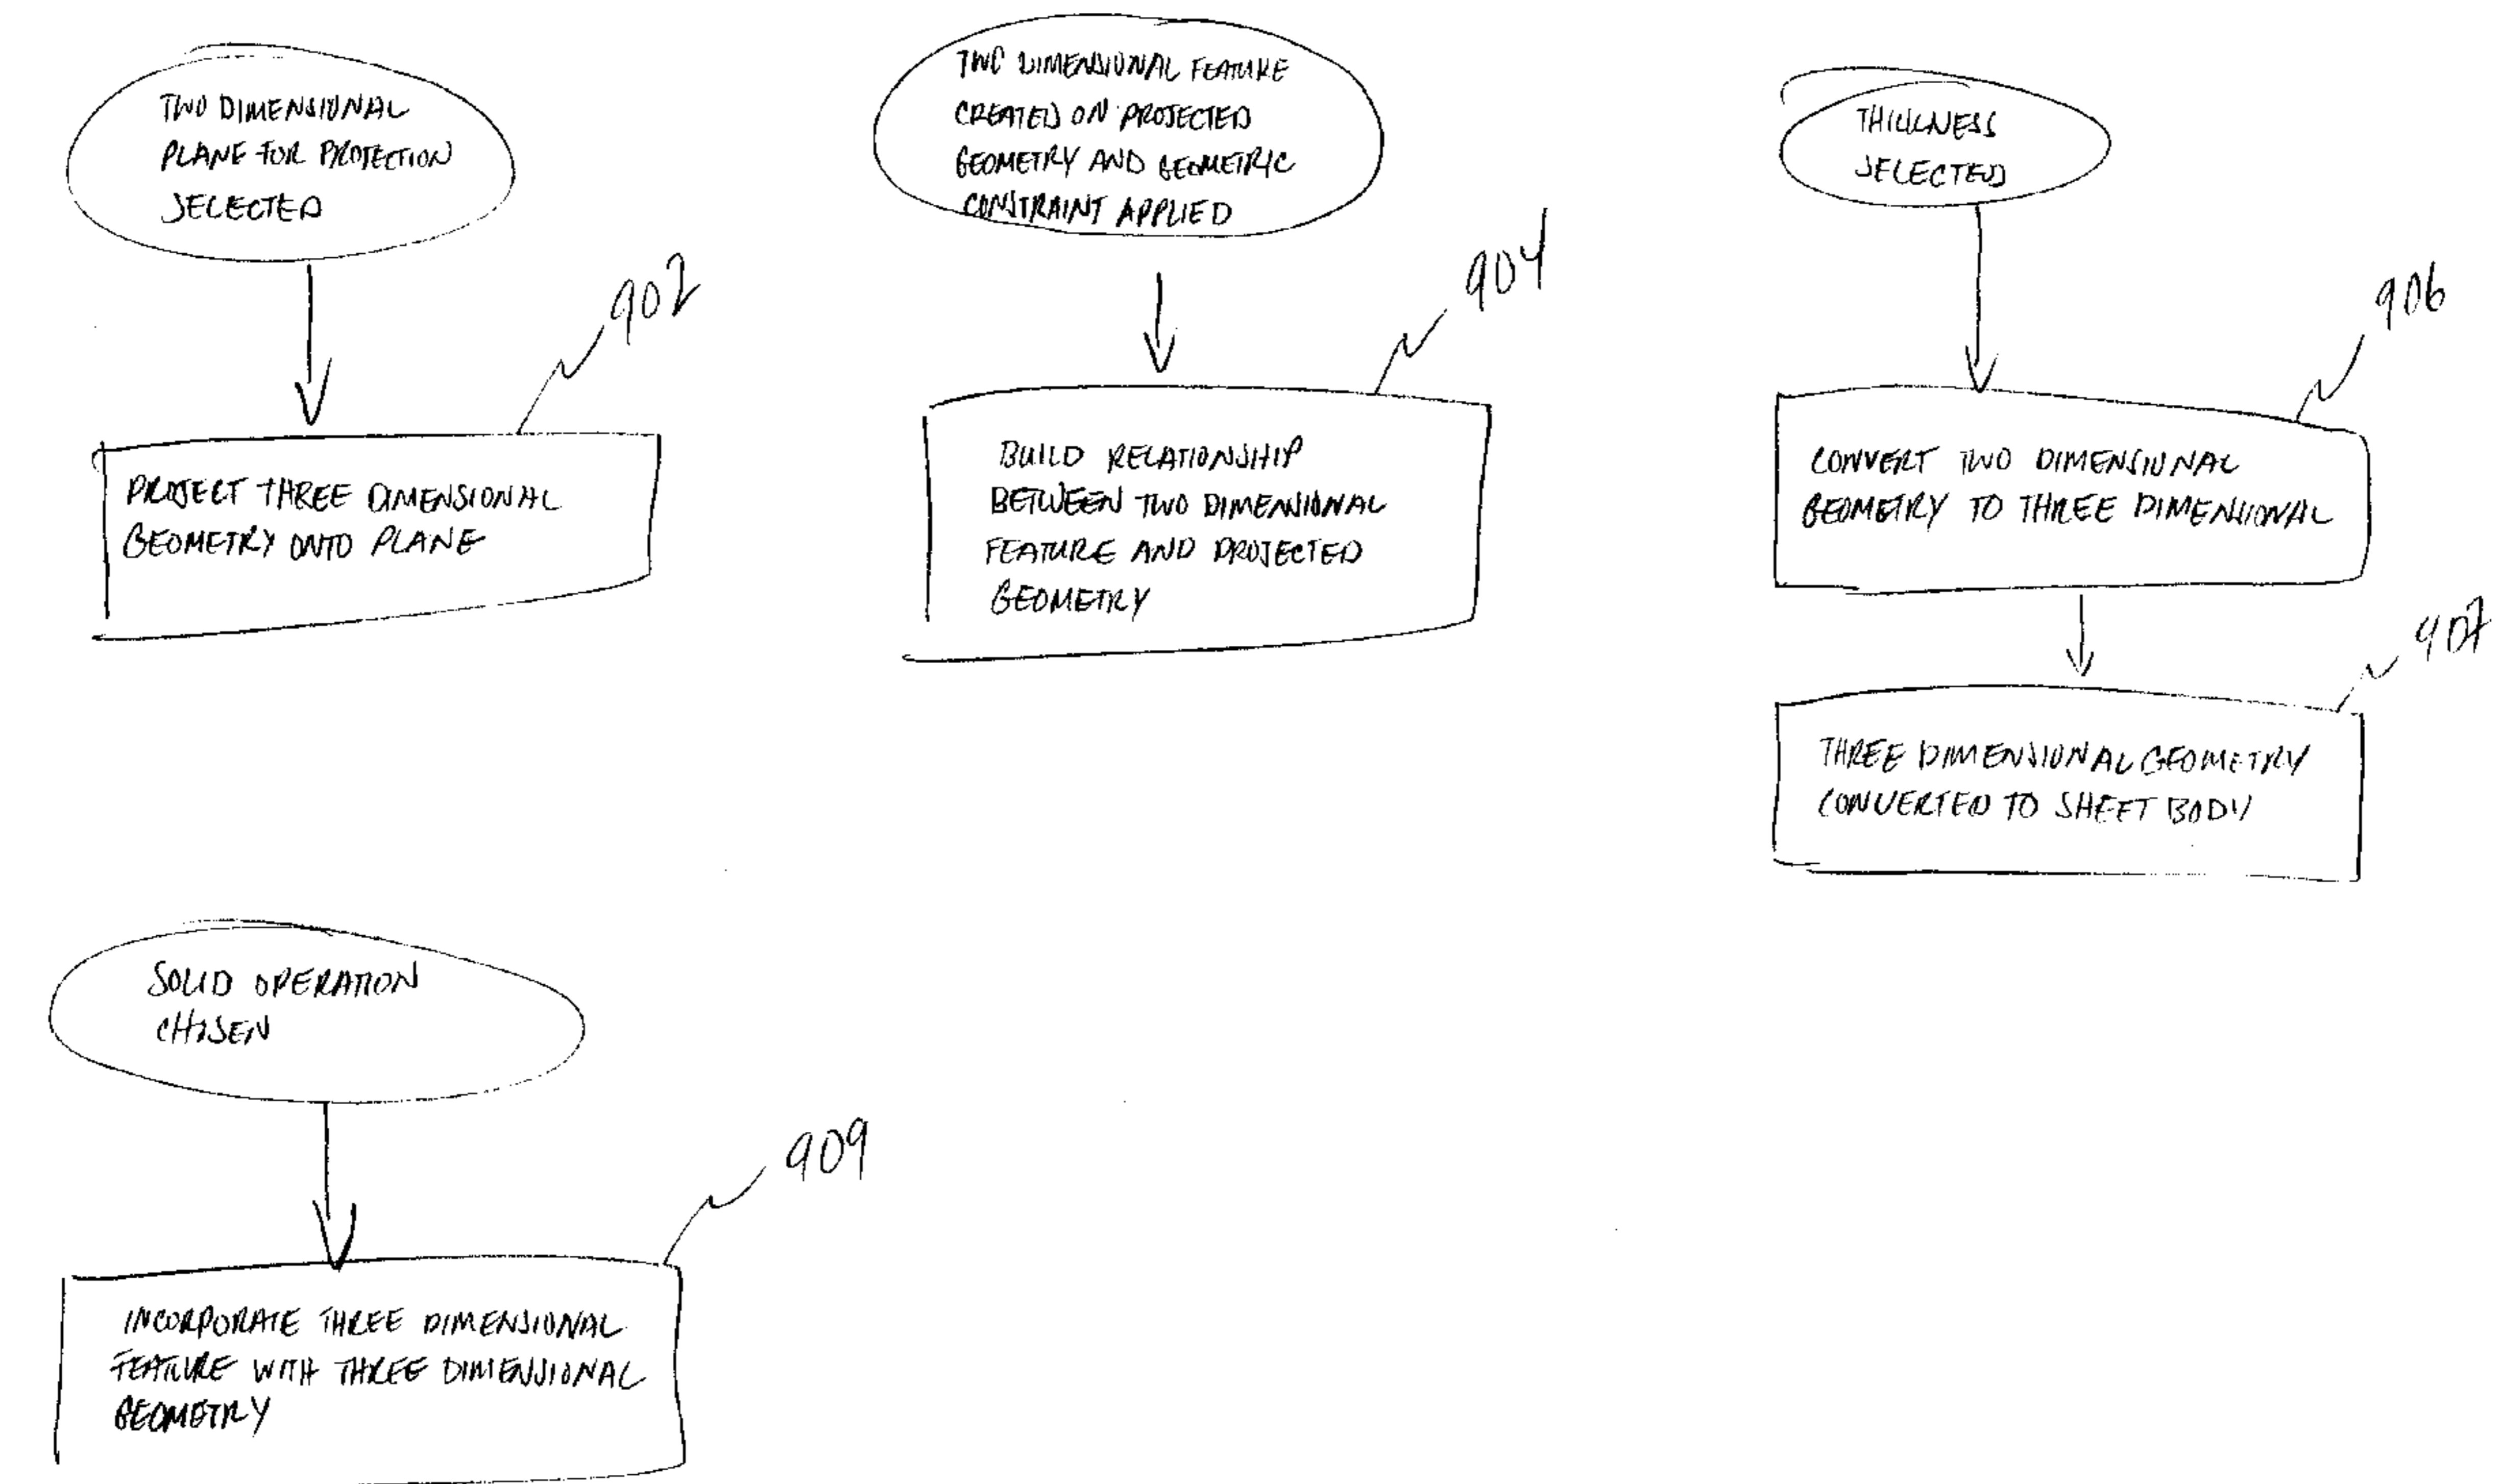 TWO DIMENSIONAL
PLANE FOR PROJECTION
SELECTED
902
PROJECT THREE DIMENSIONAL
GEOMETRY ONTO PLANE
TWO DIMENSIONAL FEATURE
CREATED ON PROJECTED
GEOMETRY AND GEOMETRIC
CONSTRAINT APPLIED
904
BUILD RELATIONSHIP
BETWEEN TWO DIMENSIONAL
FEATURE AND PROJECTED
GEOMETRY
THICKNESS
SELECTED
906
CONVERT TWO DIMENSIONAL
GEOMETRY TO THREE DIMENSIONAL
907
THREE DIMENSIONAL GEOMETRY
CONVERTED TO SHEET BODY
SOLID OPERATION
CHOSEN
909
INCORPORATE THREE DIMENSIONAL
FEATURE WITH THREE DIMENSIONAL
GEOMETRY